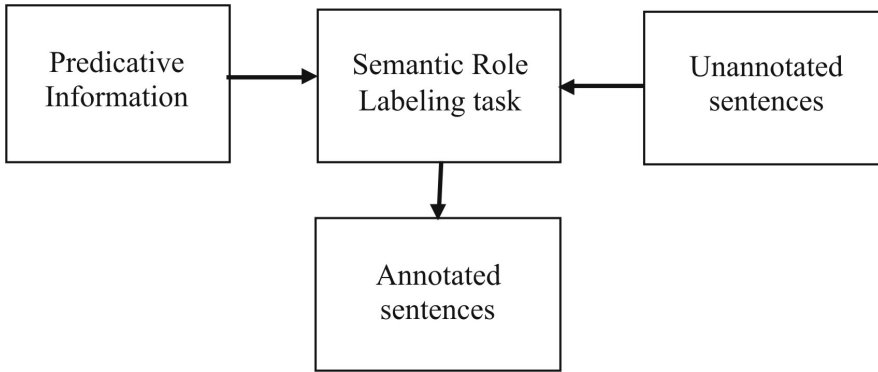 Predicative
Information
Semantic Role
Labeling task
Unannotated
sentences
Annotated
sentences